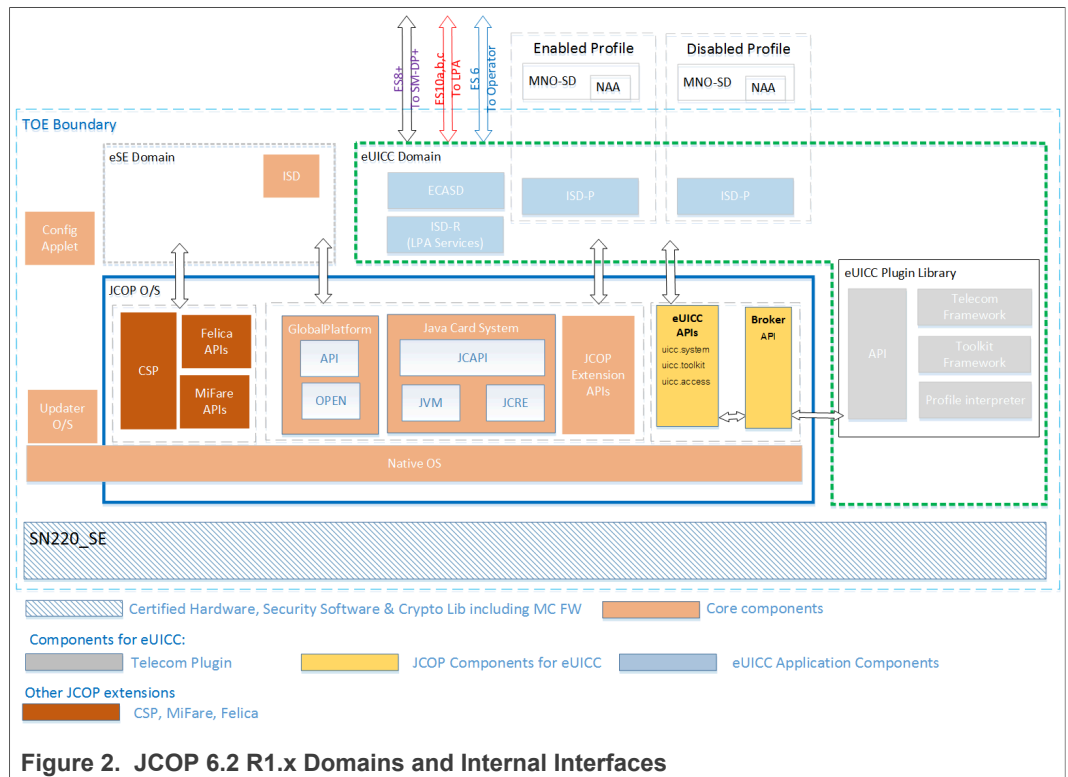 ES8+
To SM-DP+
ES10a,b,c
To LPA
ES 6
To Operator
Enabled Profile
MNO-SD
NAA
Disabled Profile
MNO-SD
NAA
TOE Boundary
eSE Domain
ISD
eUICC Domain
ECASD
ISD-R
(LPA Services)
ISD-P
ISD-P
Config
Applet
JCOP O/S
CSP
Felica
APIs
MiFare
APIs
GlobalPlatform
API
OPEN
Java Card System
JCAPI
JVM
JCRE
JCOP
Extension
APIs
eUICC
APIs
uicc.system
uicc.toolkit
uicc.access
Broker
API
eUICC Plugin Library
API
Telecom
Framework
Toolkit
Framework
Profile interpreter
Updater
O/S
Native OS
SN220_SE
Certified Hardware, Security Software & Crypto Lib including MC FW
Core components
Components for eUICC:
Telecom Plugin
JCOP Components for eUICC
eUICC Application Components
Other JCOP extensions
CSP, MiFare, Felica
Figure 2. JCOP 6.2 R1.x Domains and Internal Interfaces